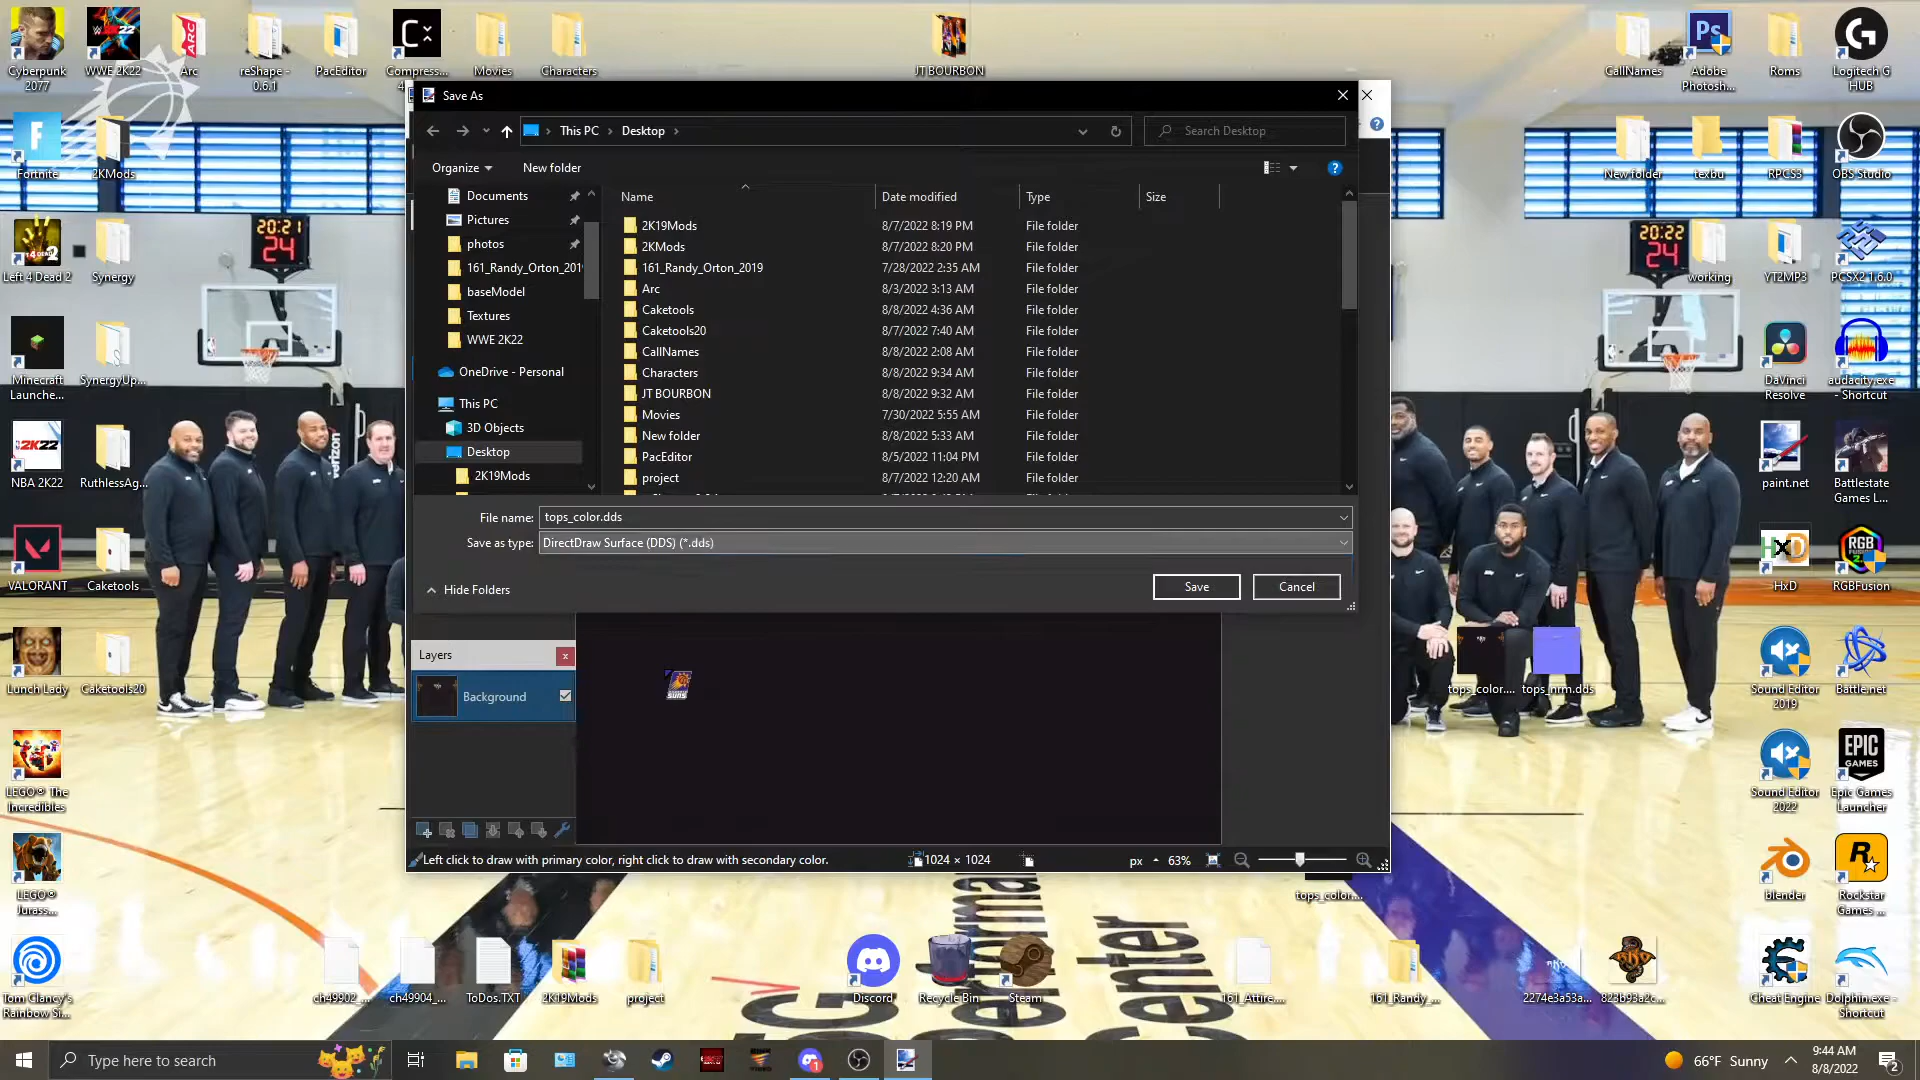 Cyberpunk
2077
WWE 2K22
Arc
reShape -
0.6.1
PacEditor
Compress...
Movies
Characters
JT BOURBON
CallNames
Adobe
Photosh...
Roms
Logitech G
HUB
Save As
This PC
Desktop
Search Desktop
Organize
New folder
Name
Date modified
Type
Size
Documents
Pictures
photos
161_Randy_Orton_201
baseModel
Textures
WWE 2K22
OneDrive - Personal
This PC
3D Objects
Desktop
2K19Mods
2K19Mods 8/7/2022 8:19 PM File folder
2KMods 8/7/2022 8:20 PM File folder
161_Randy_Orton_2019 7/28/2022 2:35 AM File folder
Arc 8/3/2022 3:13 AM File folder
Caketools 8/8/2022 4:36 AM File folder
Caketools20 8/7/2022 7:40 AM File folder
CallNames 8/8/2022 2:08 AM File folder
Characters 8/8/2022 9:34 AM File folder
JT BOURBON 8/8/2022 9:32 AM File folder
Movies 7/30/2022 5:55 AM File folder
New folder 8/8/2022 5:33 AM File folder
PacEditor 8/5/2022 11:04 PM File folder
project 8/7/2022 12:20 AM File folder
File name: tops_color.dds
Save as type: DirectDraw Surface (DDS) (*.dds)
Hide Folders
Save
Cancel
Layers
Background
SUNS
Left click to draw with primary color, right click to draw with secondary color.
1024 × 1024
px
63%
Fortnite
2KMods
Left 4 Dead 2
Synergy
Minecraft
Launche...
SynergyUp...
NBA 2K22
RuthlessAg...
VALORANT
Caketools
Lunch Lady
Caketools20
LEGO® The
Incredibles
LEGO®
Jurass...
Tom Clancy's
Rainbow Si...
20:21
24
20:22
24
verizon
New folder
texbu
RPCS3
OBS Studio
working
YT2MP3
PCSX2 1.6.0
DaVinci
Resolve
audacity.exe
- Shortcut
paint.net
Battlestate
Games L...
HxD
RGBFusion
tops_color....
tops_nrm.dds
Sound Editor
2019
Battle.net
Sound Editor
2022
Epic Games
Launcher
blender
Rockstar
Games ...
tops_color....
ch49902_...
ch49904_...
ToDos.TXT
2K19Mods
project
Discord
Recycle Bin
Steam
161_Attire...
161_Randy_...
2274e3a53a...
823b93a2c...
Cheat Engine
Dolphin.exe -
Shortcut
Center
Type here to search
66°F Sunny
9:44 AM
8/8/2022
2